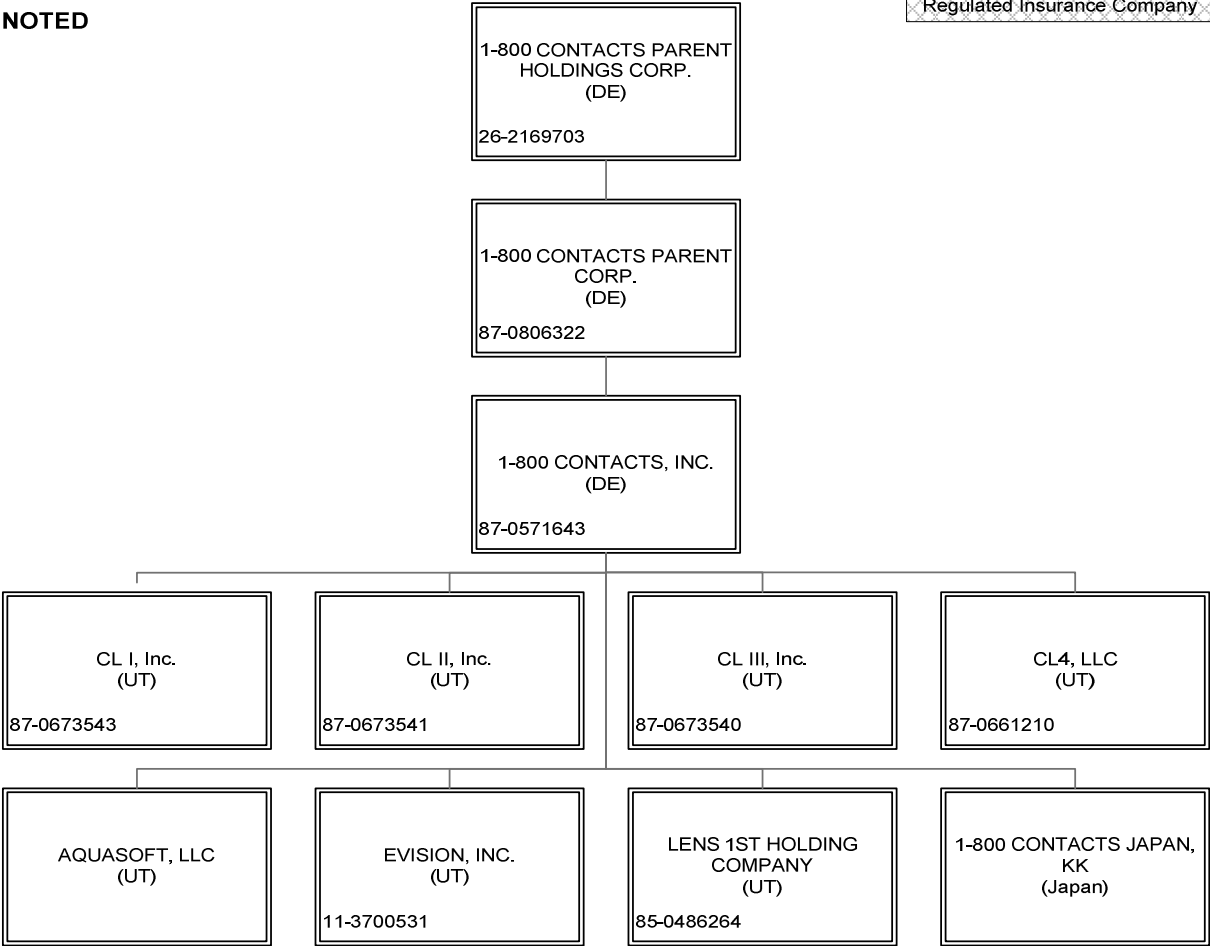 NOTED
Regulated Insurance Company
1-800 CONTACTS PARENT
HOLDINGS CORP.
(DE)
26-2169703
1-800 CONTACTS PARENT
CORP.
(DE)
87-0806322
1-800 CONTACTS, INC.
(DE)
87-0571643
CL I, Inc.
(UT)
87-0673543
CL II, Inc.
(UT)
87-0673541
CL III, Inc.
(UT)
87-0673540
CL4, LLC
(UT)
87-0661210
AQUASOFT, LLC
(UT)
EVISION, INC.
(UT)
11-3700531
LENS 1ST HOLDING
COMPANY
(UT)
85-0486264
1-800 CONTACTS JAPAN,
KK
(Japan)